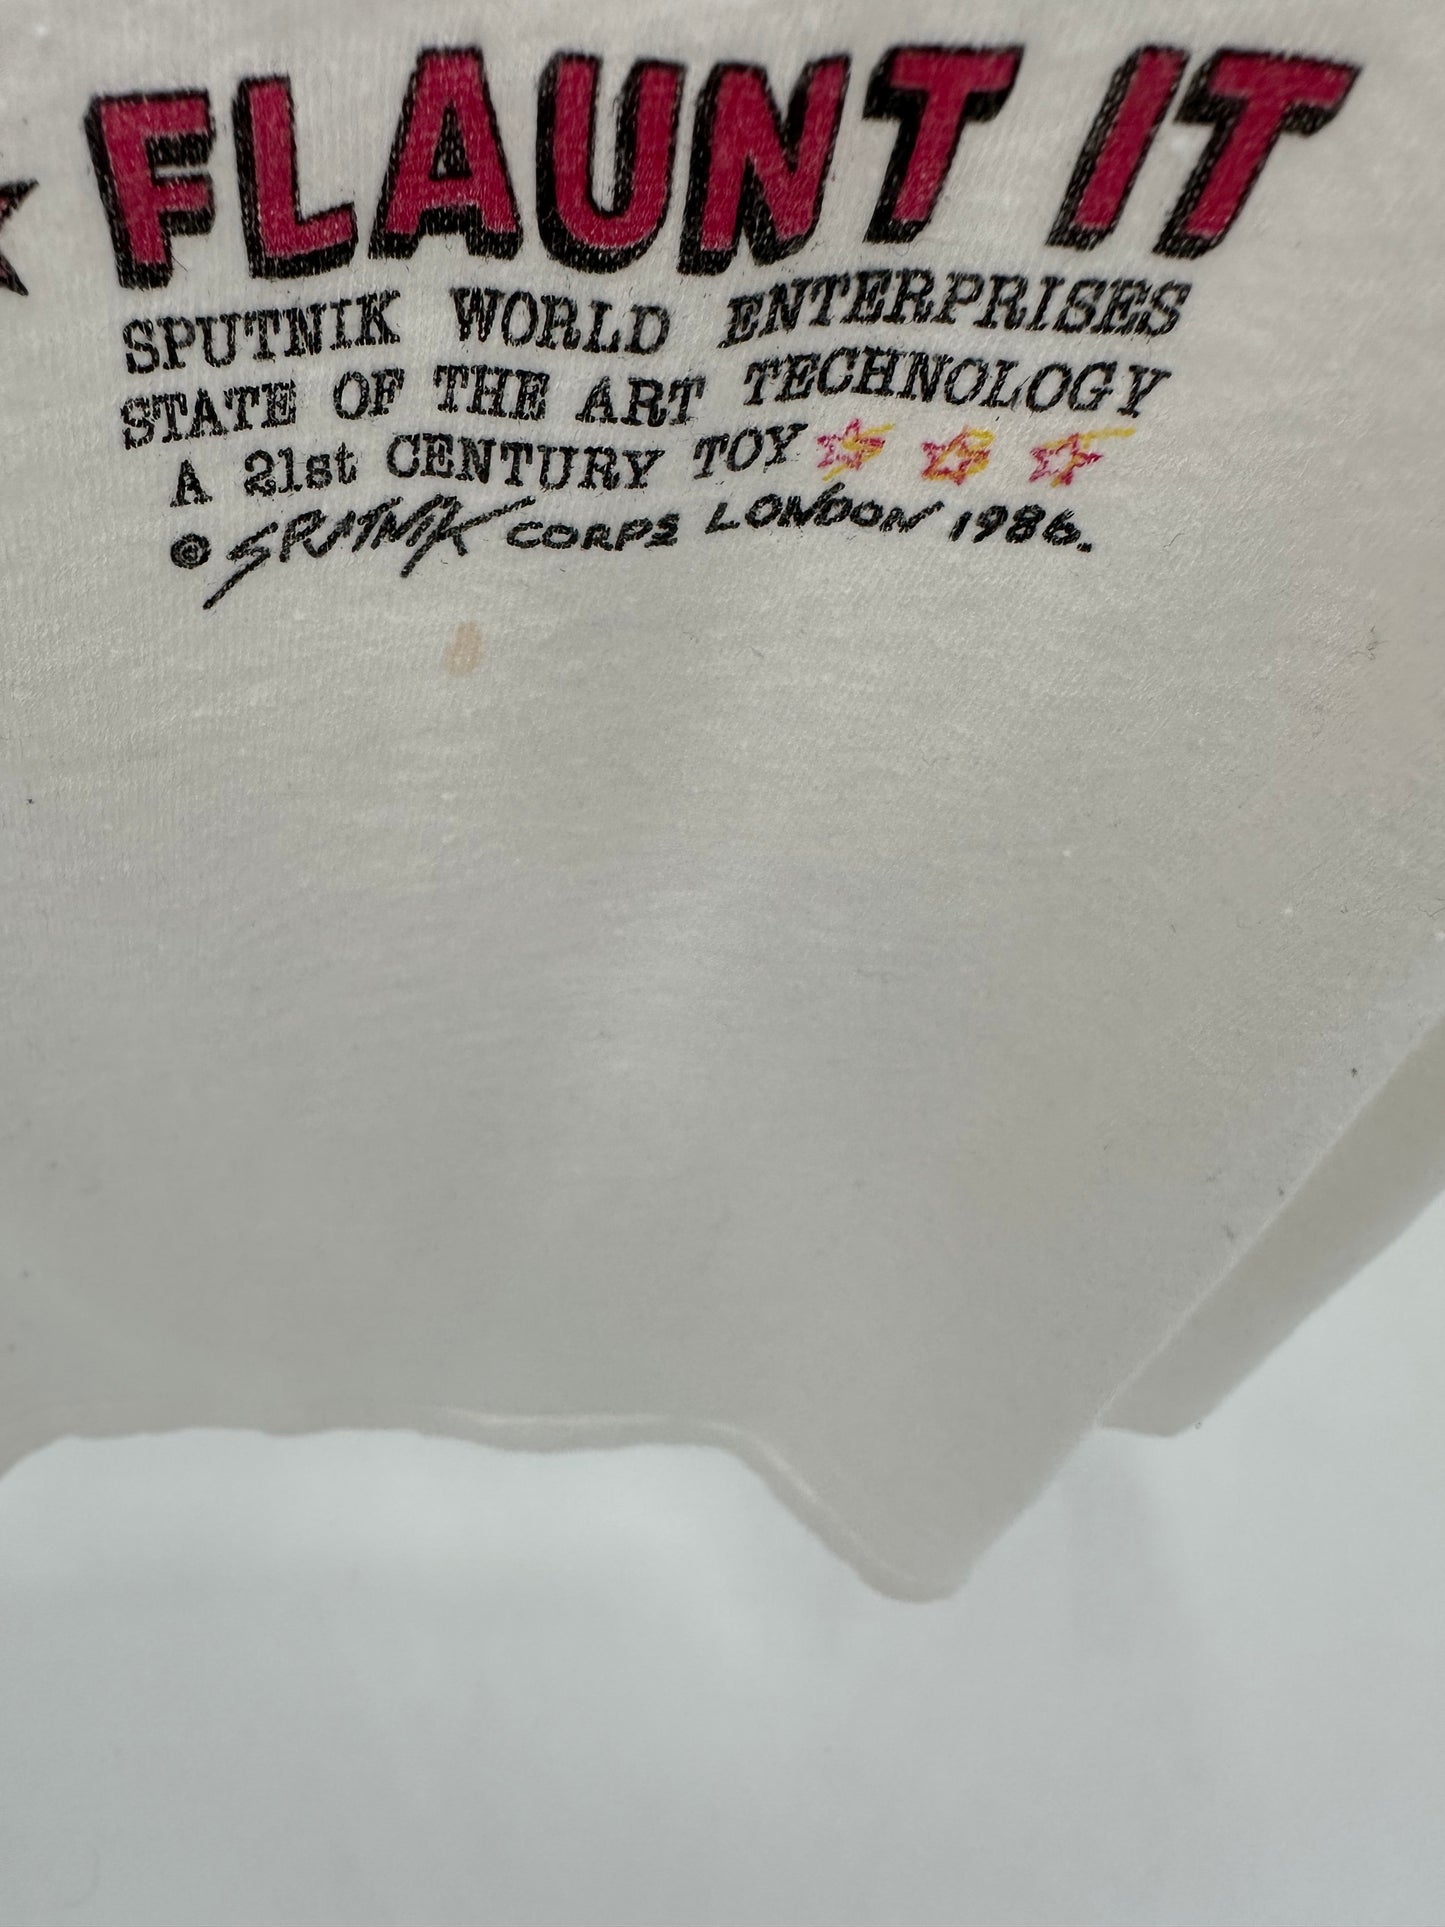 FLAUNT IT
SPUTNIK WORLD ENTERPRISES
STATE OF THE ART TECHNOLOGY
A 21st CENTURY TOY
© SPUTNIK CORPS LONDON 1986.